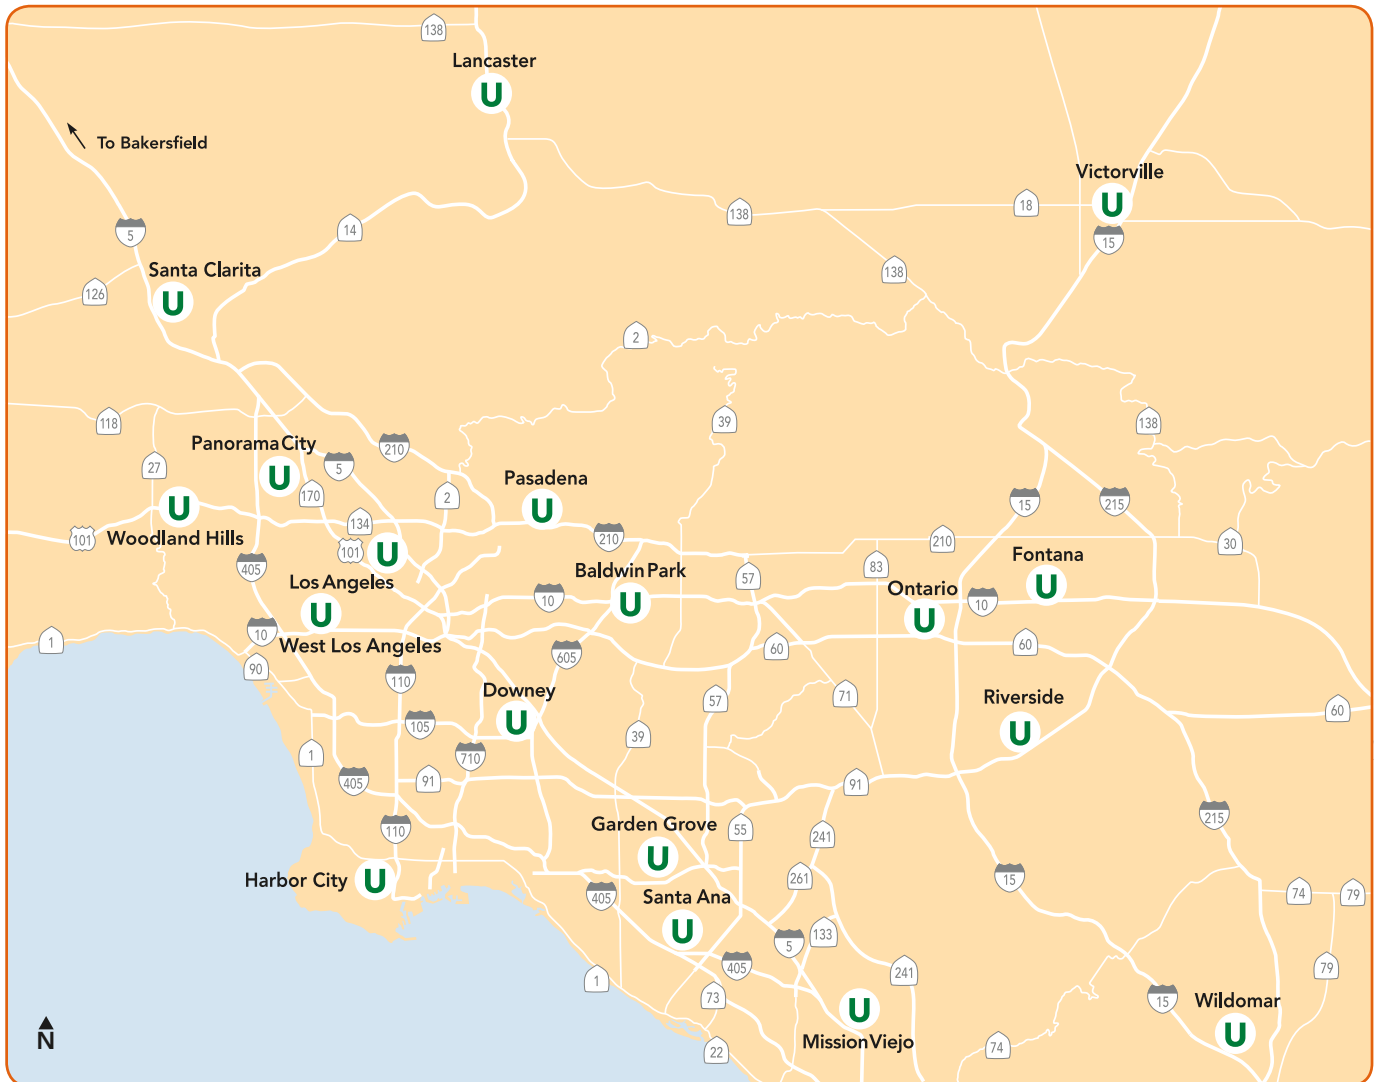 138
Lancaster
U
To Bakersfield
Victorville
U
18
138
14
5
15
Santa Clarita
U
138
126
2
39
118
138
Panorama City
U
210
5
27
Pasadena
U
170
2
15
215
U
Woodland Hills
134
101
101
210
210
30
U
Los Angeles
405
Baldwin Park
U
57
83
Fontana
U
Ontario
U
10
10
U
West Los Angeles
10
1
60
60
605
90
110
Downey
U
57
71
Riverside
U
60
105
39
1
710
405
91
91
110
Garden Grove
U
55
241
215
Harbor City
U
261
15
405
74
79
Santa Ana
U
5
133
405
241
79
1
73
15
Wildomar
U
U
Mission Viejo
N
22
74